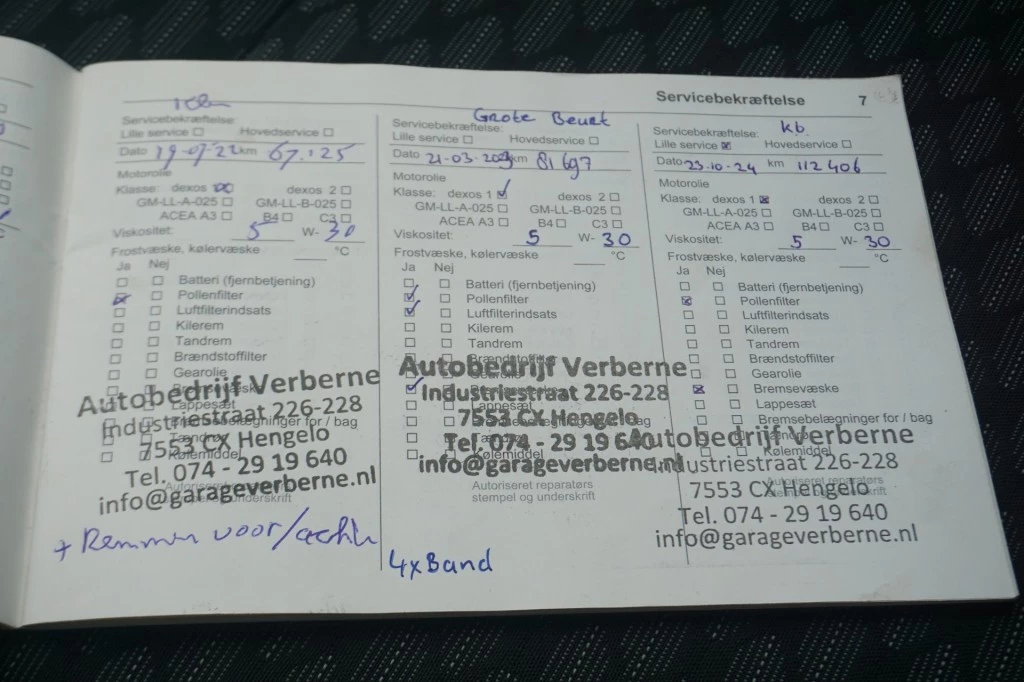 Servicebekræftelse 7
Servicebekræftelse:
Lille service ☐ Hovedservice ☐
Dato 19-07-22 km 67.125
Motorolie
Klasse: dexos ☒ dexos 2 ☐
GM-LL-A-025 ☐ GM-LL-B-025 ☐
ACEA A3 ☐ B4 ☐ C3 ☐
Viskositet: 5 W- 30
Frostvæske, kølervæske °C
Ja Nej
☐ ☐ Batteri (fjernbetjening)
☒ ☐ Pollenfilter
☐ ☐ Luftfilterindsats
☐ ☐ Kilerem
☐ ☐ Tandrem
☐ ☐ Brændstoffilter
☐ ☐ Gearolie
Autobedrijf Verberne
Industriestraat 226-228
7553 CX Hengelo
Tel. 074 - 29 19 640
info@garageverberne.nl
+ Remmen voor/achter
Grote Beurt
Servicebekræftelse:
Lille service ☐ Hovedservice ☐
Dato 21-03- km 81697
Motorolie
Klasse: dexos 1 ☑ dexos 2 ☐
GM-LL-A-025 ☐ GM-LL-B-025 ☐
ACEA A3 ☐ B4 ☐ C3 ☐
Viskositet: 5 W- 30
Frostvæske, kølervæske °C
Ja Nej
☐ ☐ Batteri (fjernbetjening)
☑ ☐ Pollenfilter
☑ ☐ Luftfilterindsats
☐ ☐ Kilerem
☐ ☐ Tandrem
☐ ☐ Brændstoffilter
Autobedrijf Verberne
Industriestraat 226-228
7553 CX Hengelo
Tel. 074 - 29 19 640
info@garageverberne.nl
Autoriseret reparatørs
stempel og underskrift
4xBand
kb
Servicebekræftelse:
Lille service ☒ Hovedservice ☐
Dato 23-10-24 km 112406
Motorolie
Klasse: dexos 1 ☒ dexos 2 ☐
GM-LL-A-025 ☐ GM-LL-B-025 ☐
ACEA A3 ☐ B4 ☐ C3 ☐
Viskositet: 5 W- 30
Frostvæske, kølervæske °C
Ja Nej
☐ ☐ Batteri (fjernbetjening)
☒ ☐ Pollenfilter
☐ ☐ Luftfilterindsats
☐ ☐ Kilerem
☐ ☐ Tandrem
☐ ☐ Brændstoffilter
☐ ☐ Gearolie
☒ ☐ Bremsevæske
☐ ☐ Lappesæt
☐ ☐ Bremsebelægninger for / bag
☐ ☐ Tændrør
☐ ☐ Kølemiddel
Autobedrijf Verberne
Industriestraat 226-228
7553 CX Hengelo
Tel. 074 - 29 19 640
info@garageverberne.nl